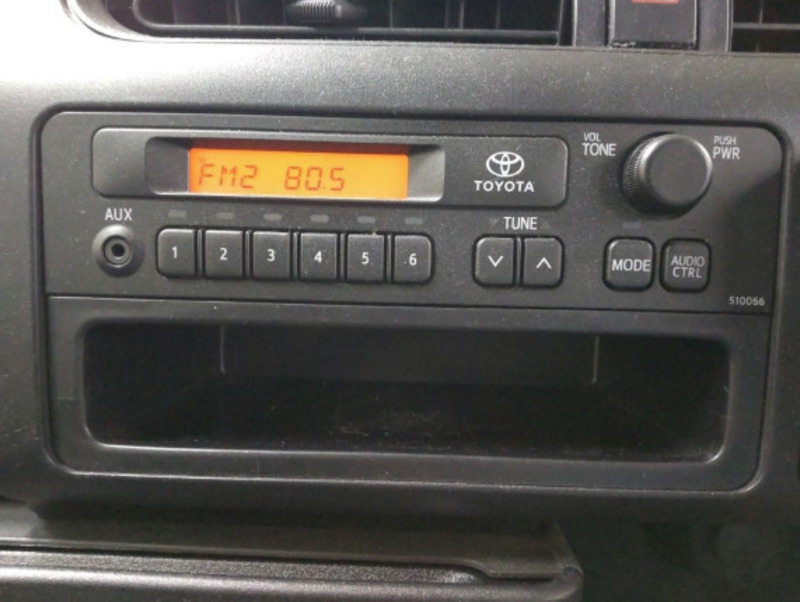 FM2 80.5
TOYOTA
VOL
TONE
PUSH
PWR
AUX
1 2 3 4 5 6
TUNE
MODE
AUDIO
CTRL
510066